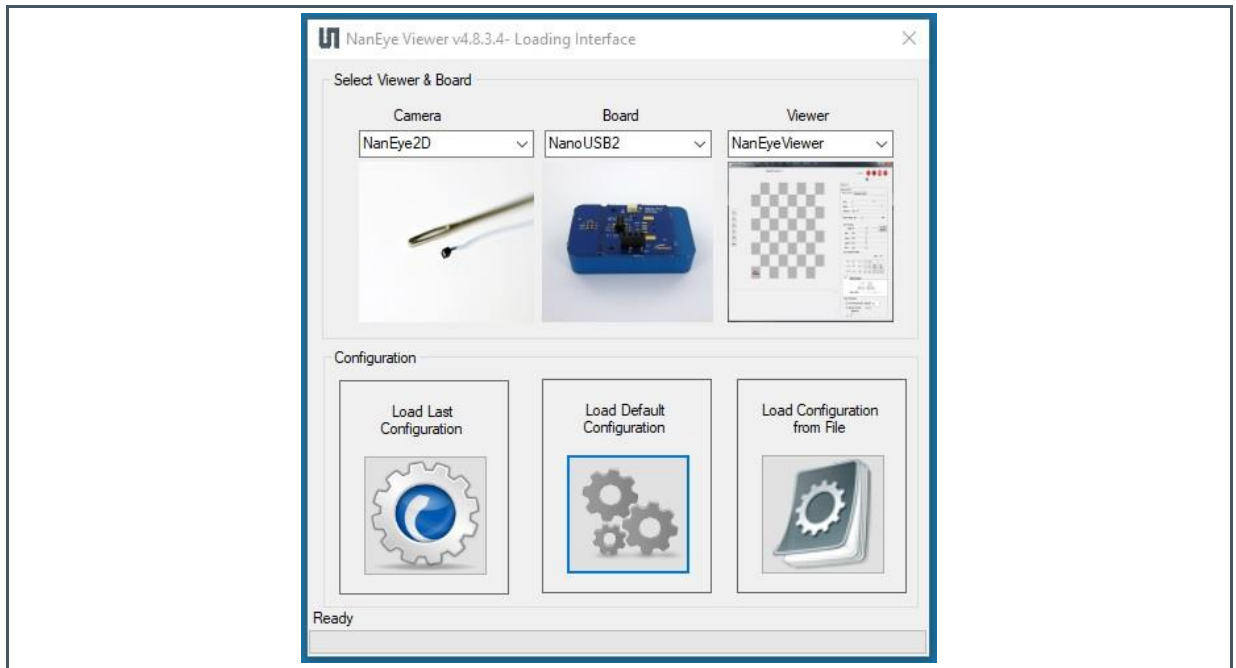 NanEye Viewer v4.8.3.4- Loading Interface
Select Viewer & Board
Camera
Board
Viewer
NanEye2D
NanoUSB2
NanEyeViewer
Configuration
Load Last
Configuration
Load Default
Configuration
Load Configuration
from File
Ready